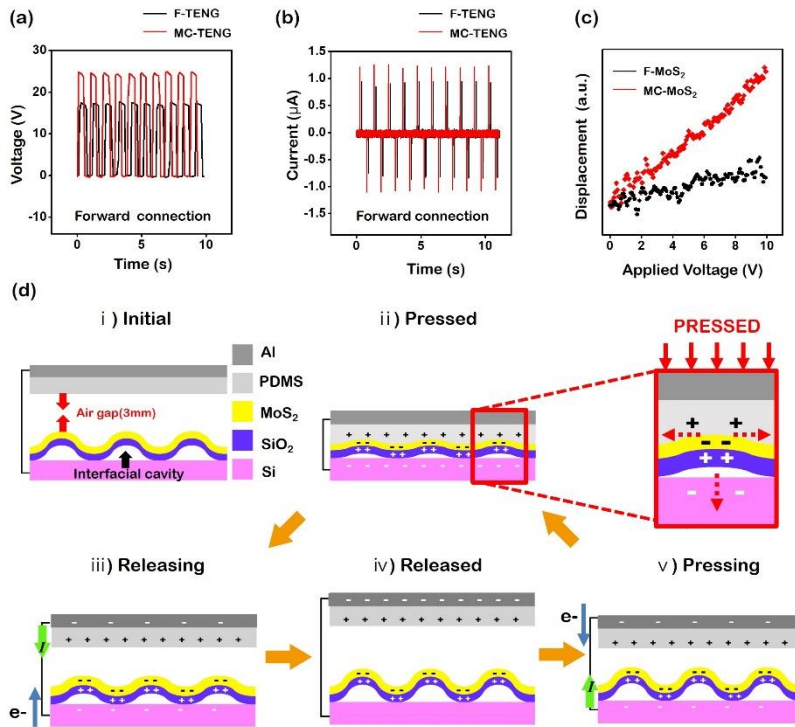 (a)
F-TENG
MC-TENG
Voltage (V)
30
20
10
0
-10
Forward connection
0
5
10
Time (s)
(b)
F-TENG
MC-TENG
Current (μA)
1.5
1.0
0.5
0.0
-0.5
-1.0
-1.5
Forward connection
0
5
10
Time (s)
(c)
F-MoS₂
MC-MoS₂
Displacement (a.u.)
0
2
4
6
8
10
Applied Voltage (V)
(d)
i) Initial
Air gap(3mm)
Interfacial cavity
Al
PDMS
MoS₂
SiO₂
Si
ii) Pressed
+ + + + + + + + + +
-- -- --
++ ++ ++
- - - -
PRESSED
+ +
- -
+ +
- -
iii) Releasing
- - - -
I
+ + + + + + + + + +
-- -- --
++ ++ ++
e-
- -
iv) Released
- - - - - - - - - -
+ + + + + + + + + +
-- -- --
++ ++ ++
v) Pressing
e-
- - - -
+ + + + + + + + + +
-- -- --
I
++ ++ ++
- -